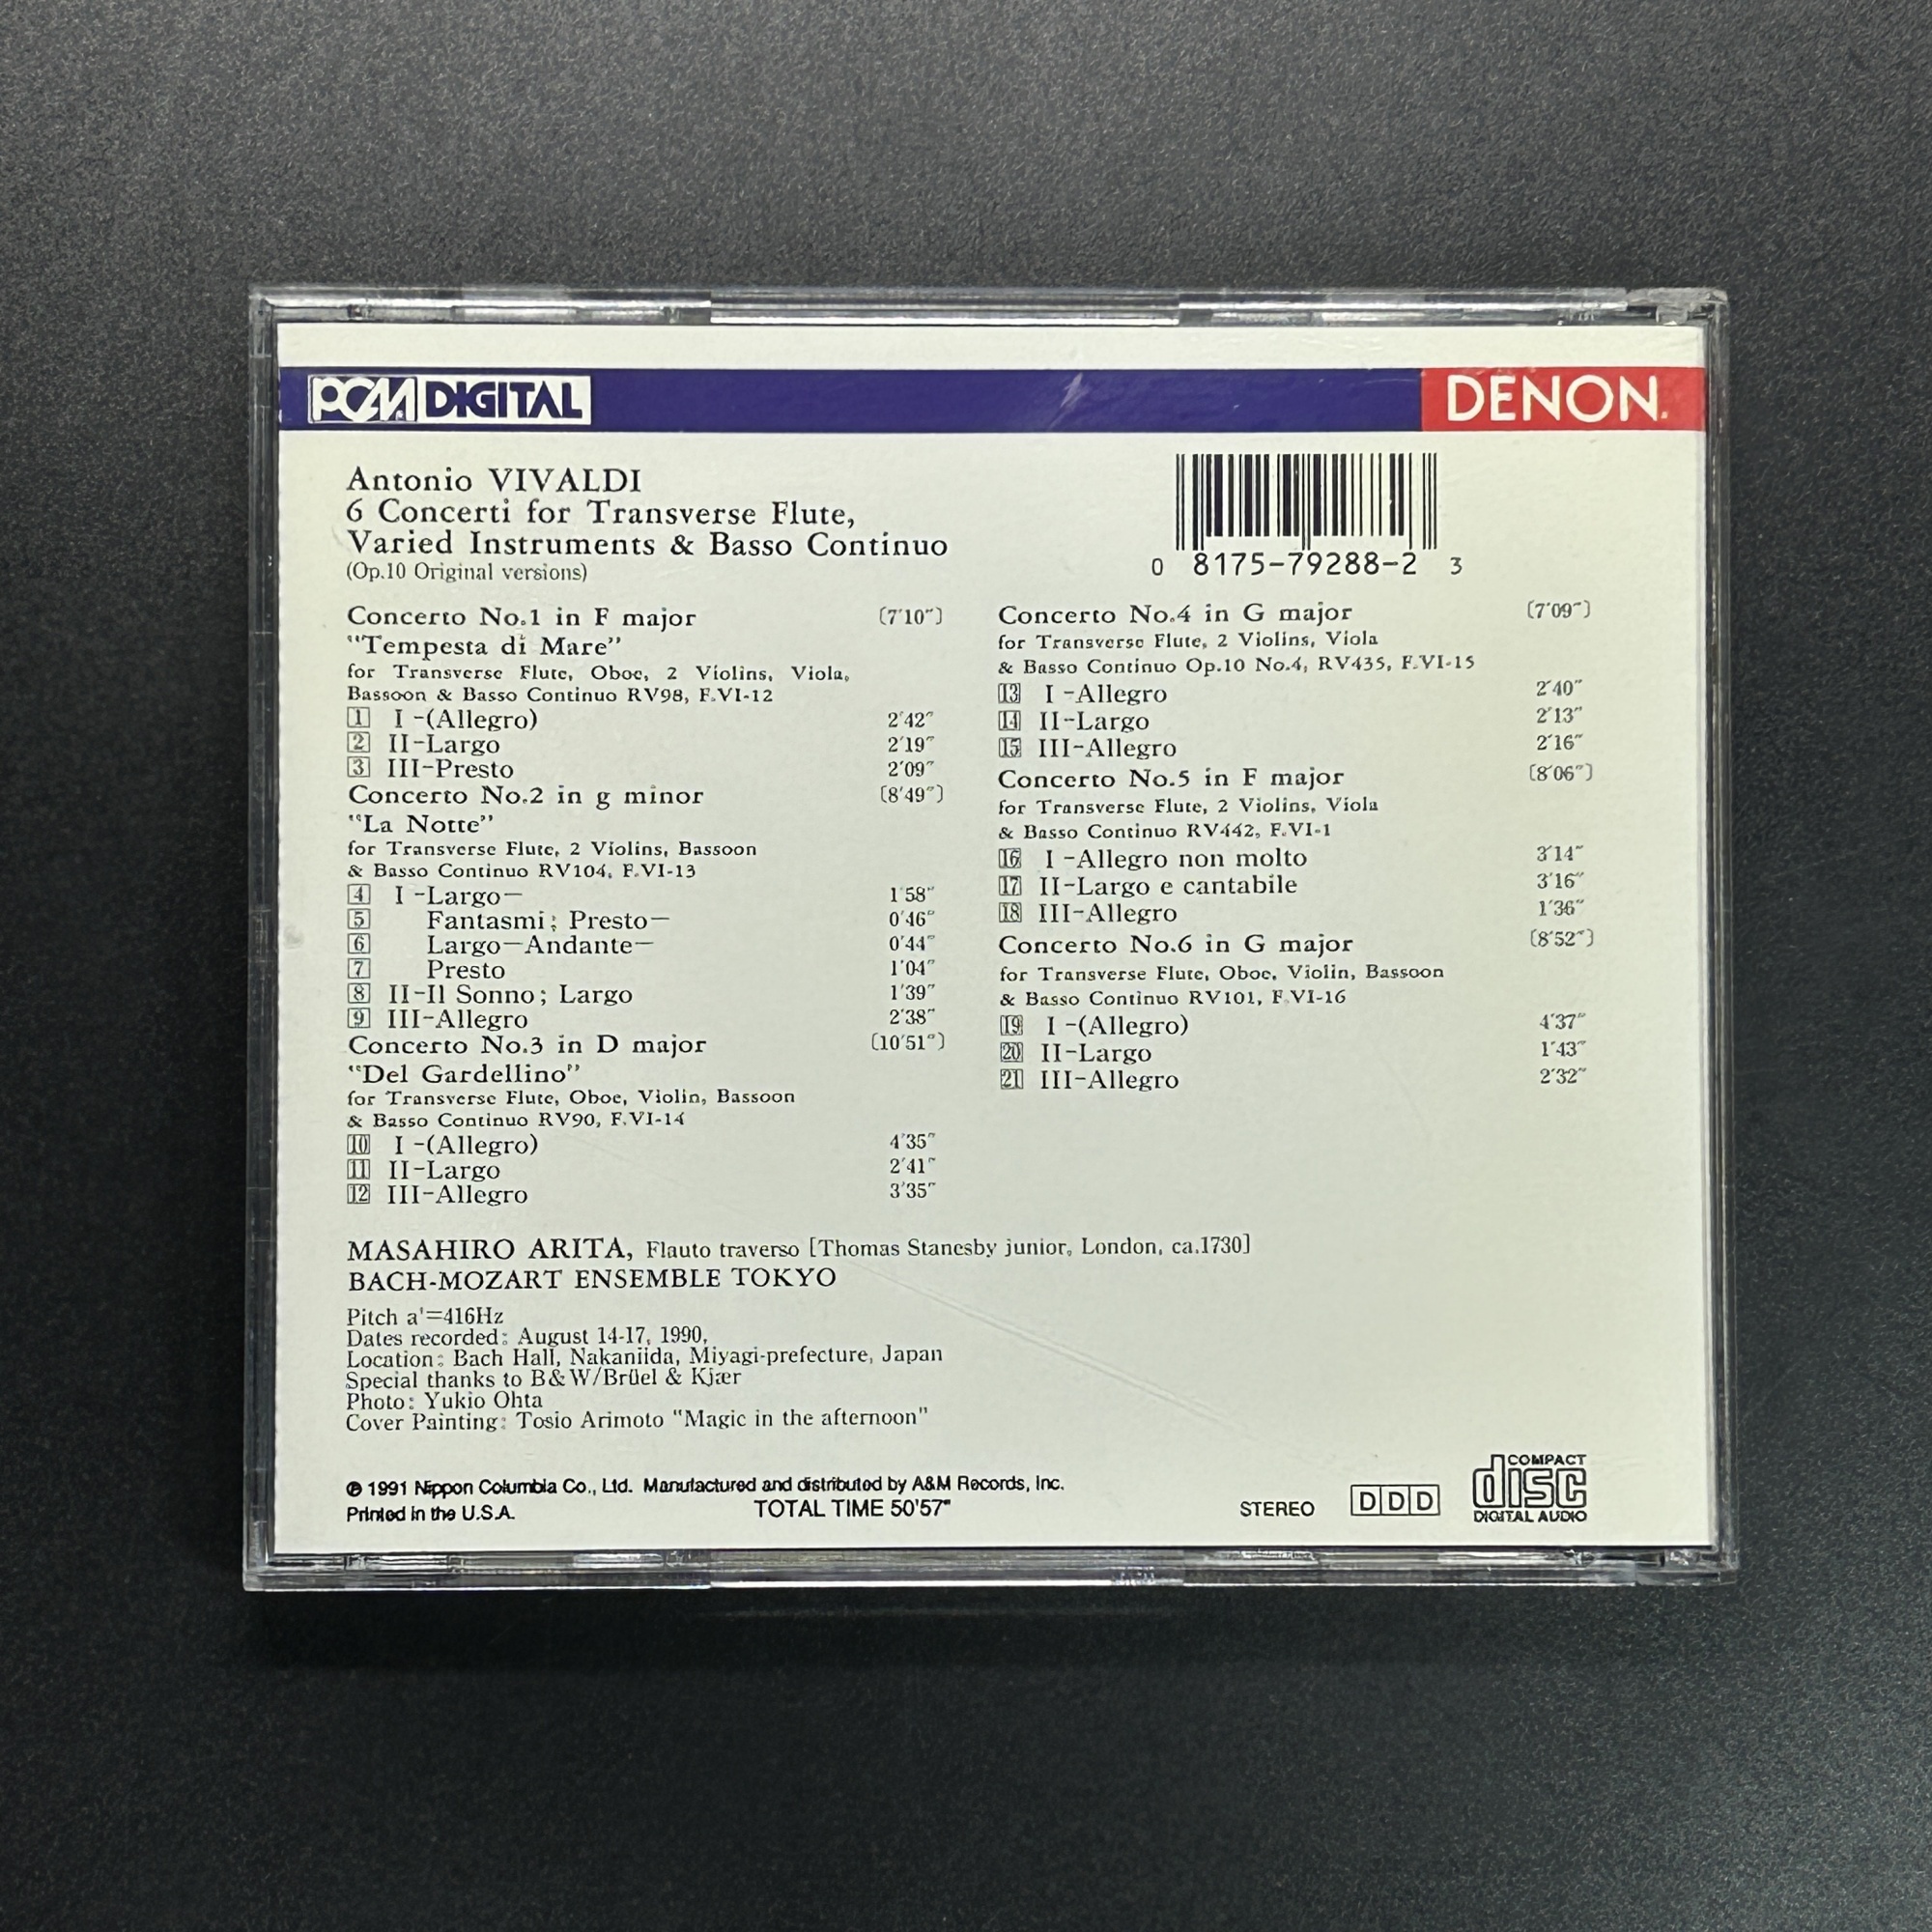 PCM DIGITAL
DENON
Antonio VIVALDI
6 Concerti for Transverse Flute,
Varied Instruments & Basso Continuo
(Op.10 Original versions)
0 8175-79288-2 3
Concerto No.1 in F major (7'10")
"Tempesta di Mare"
for Transverse Flute, Oboe, 2 Violins, Viola,
Bassoon & Basso Continuo RV98, F.VI-12
1 I-(Allegro) 2'42"
2 II-Largo 2'19"
3 III-Presto 2'09"
Concerto No.2 in g minor (8'49")
"La Notte"
for Transverse Flute, 2 Violins, Bassoon
& Basso Continuo RV104, F.VI-13
4 I-Largo— 1'58"
5 Fantasmi; Presto— 0'46"
6 Largo—Andante— 0'44"
7 Presto 1'04"
8 II-Il Sonno; Largo 1'39"
9 III-Allegro 2'38"
Concerto No.3 in D major (10'51")
"Del Gardellino"
for Transverse Flute, Oboe, Violin, Bassoon
& Basso Continuo RV90, F.VI-14
10 I-(Allegro) 4'35"
11 II-Largo 2'41"
12 III-Allegro 3'35"
Concerto No.4 in G major (7'09")
for Transverse Flute, 2 Violins, Viola
& Basso Continuo Op.10 No.4, RV435, F.VI-15
13 I-Allegro 2'40"
14 II-Largo 2'13"
15 III-Allegro 2'16"
Concerto No.5 in F major (8'06")
for Transverse Flute, 2 Violins, Viola
& Basso Continuo RV442, F.VI-1
16 I-Allegro non molto 3'14"
17 II-Largo e cantabile 3'16"
18 III-Allegro 1'36"
Concerto No.6 in G major (8'52")
for Transverse Flute, Oboe, Violin, Bassoon
& Basso Continuo RV101, F.VI-16
19 I-(Allegro) 4'37"
20 II-Largo 1'43"
21 III-Allegro 2'32"
MASAHIRO ARITA, Flauto traverso [Thomas Stanesby junior, London, ca.1730]
BACH-MOZART ENSEMBLE TOKYO
Pitch a'=416Hz
Dates recorded: August 14-17, 1990,
Location: Bach Hall, Nakaniida, Miyagi-prefecture, Japan
Special thanks to B&W/Brüel & Kjær
Photo: Yukio Ohta
Cover Painting: Tosio Arimoto "Magic in the afternoon"
℗ 1991 Nippon Columbia Co., Ltd. Manufactured and distributed by A&M Records, Inc.
Printed in the U.S.A. TOTAL TIME 50'57"
STEREO DDD
COMPACT
disc
DIGITAL AUDIO